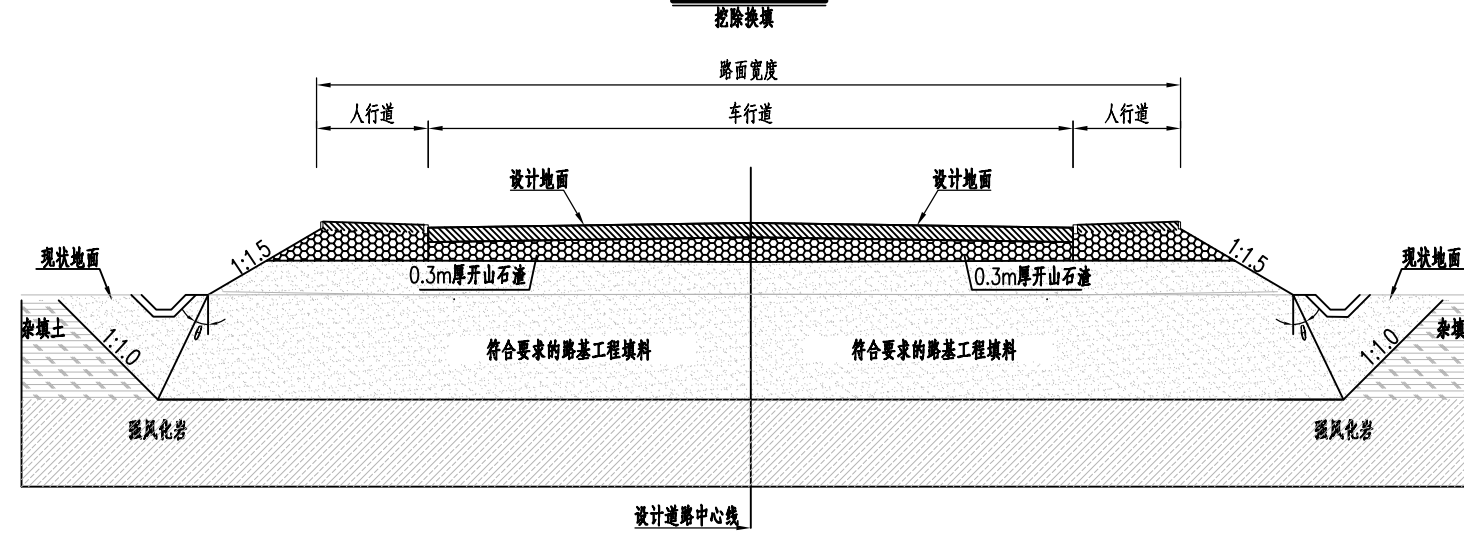 挖除换填
路面宽度
人行道
车行道
人行道
设计地面
设计地面
现状地面
1:1.5
1:1.5
现状地面
0.3m厚开山石渣
0.3m厚开山石渣
杂填土
1:1.0
θ
θ
1:1.0
杂填
符合要求的路基工程填料
符合要求的路基工程填料
强风化岩
强风化岩
设计道路中心线